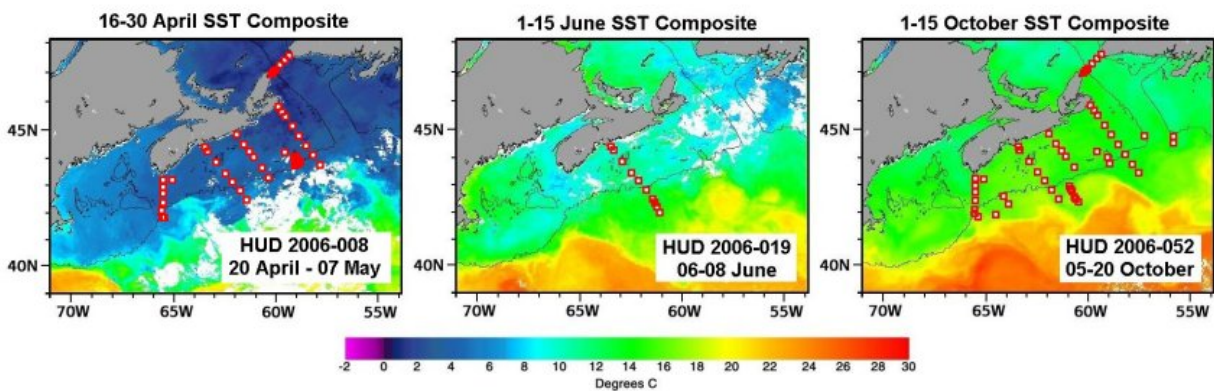 16-30 April SST Composite
1-15 June SST Composite
1-15 October SST Composite
45N
40N
HUD 2006-008
20 April - 07 May
70W 65W 60W 55W
45N
40N
HUD 2006-019
06-08 June
70W 65W 60W 55W
45N
40N
HUD 2006-052
05-20 October
70W 65W 60W 55W
-2 0 2 4 6 8 10 12 14 16 18 20 22 24 26 28 30
Degrees C